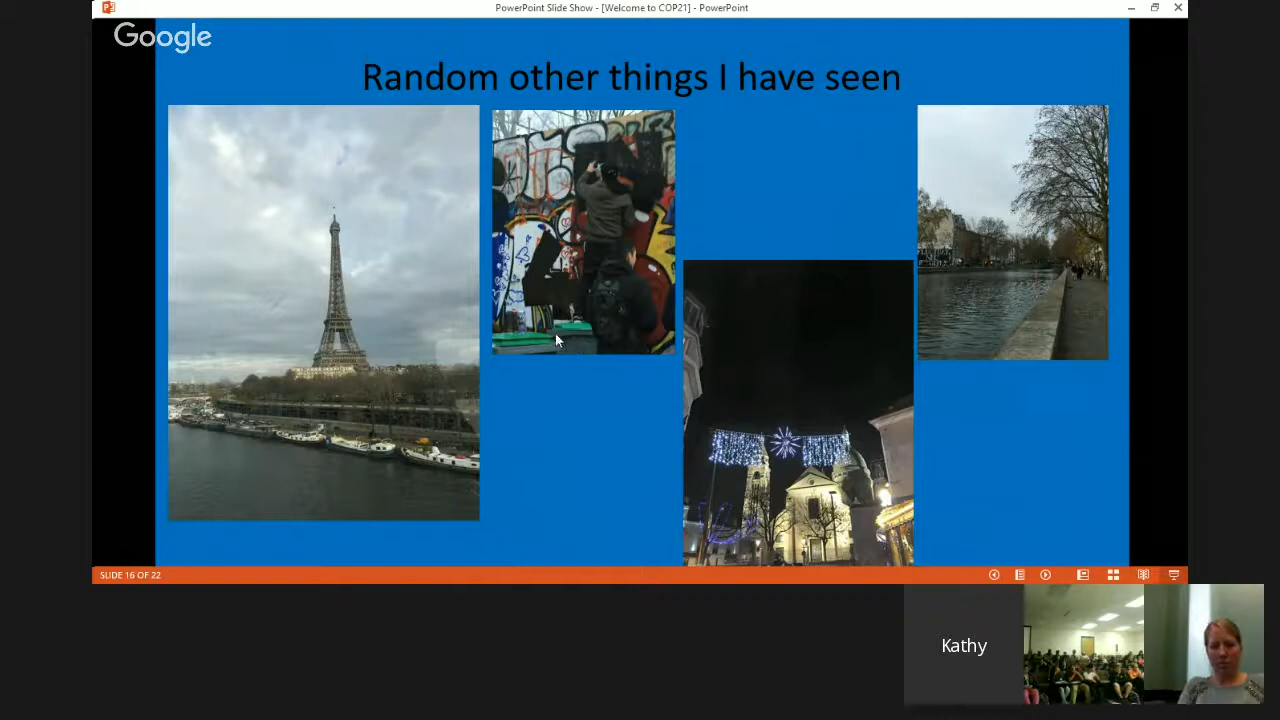 PowerPoint Slide Show - [Welcome to COP21] - PowerPoint
Google
Random other things I have seen
SLIDE 16 OF 22
Kathy